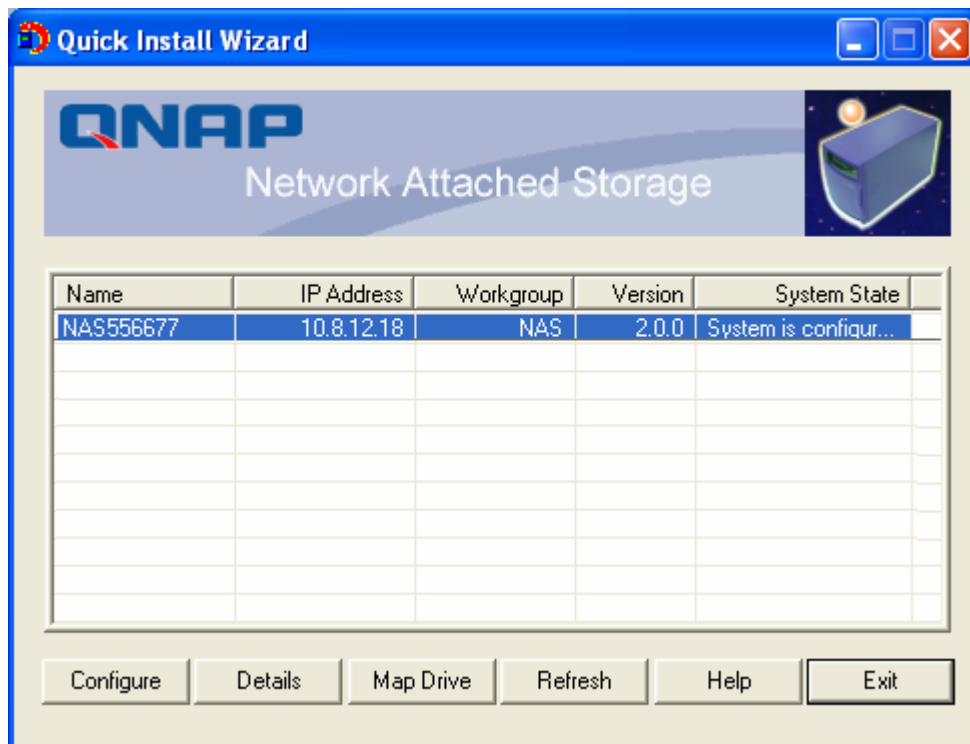 Quick Install Wizard
QNAP
Network Attached Storage
Name IP Address Workgroup Version System State
NAS556677 10.8.12.18 NAS 2.0.0 System is configur...
Configure Details Map Drive Refresh Help Exit